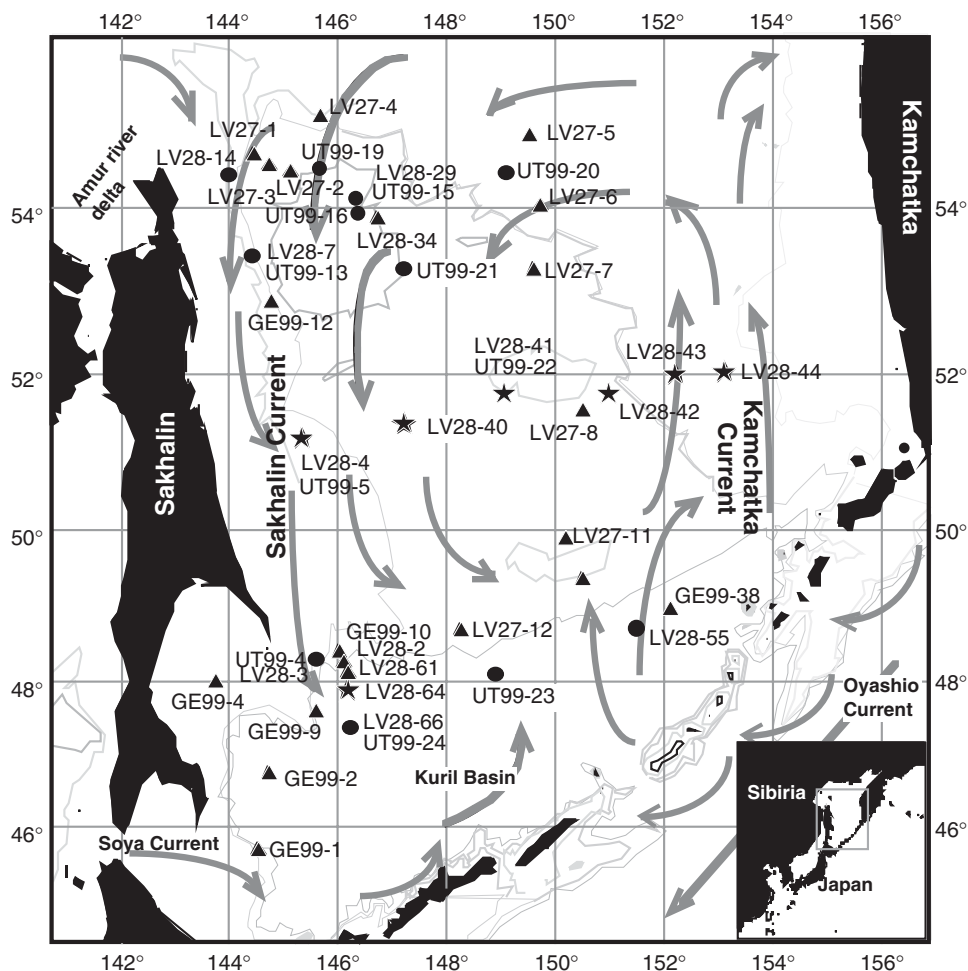 142° 144° 146° 148° 150° 152° 154° 156°
LV27-4
LV27-1
LV27-5
UT99-19
LV28-14
LV28-29
UT99-20
LV27-2
UT99-15
LV27-3
LV27-6
UT99-16
Amur river
delta
Kamchatka
54° 54°
LV28-34
LV28-7
UT99-13
UT99-21
LV27-7
GE99-12
LV28-41
UT99-22
LV28-43
52° 52°
LV28-44
LV28-42
LV27-8
LV28-40
Sakhalin
Sakhalin Current
Kamchatka
Current
LV28-4
UT99-5
50° 50°
LV27-11
GE99-38
GE99-10
LV27-12
LV28-2
LV28-55
UT99-4
LV28-61
LV28-3
48° 48°
LV28-64
GE99-4
UT99-23
Oyashio
Current
LV28-66
GE99-9
UT99-24
GE99-2
Kuril Basin
Sibiria
46° 46°
Soya Current
GE99-1
Japan
142° 144° 146° 148° 150° 152° 154° 156°